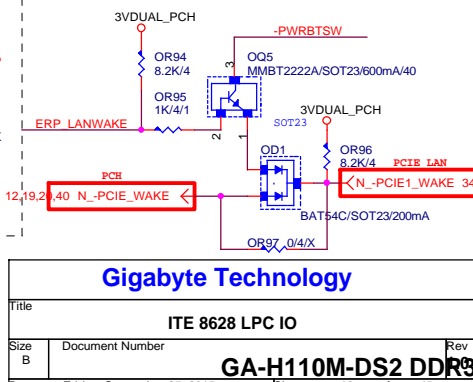 3VDUAL_PCH
-PWRBTSW
OR94
8.2K/4
3
OQ5
MMBT2222A/SOT23/600mA/40
OR95
1K/4/1
ERP_LANWAKE
2
1
SOT23
3VDUAL_PCH
OD1
OR96
8.2K/4
PCIE LAN
PCH
12,19,20,40 N_-PCIE_WAKE
N_-PCIE1_WAKE 34
BAT54C/SOT23/200mA
OR97 0/4/X
Gigabyte Technology
Title
ITE 8628 LPC IO
Size
B
Document Number
GA-H110M-DS2 DDR3
Rev